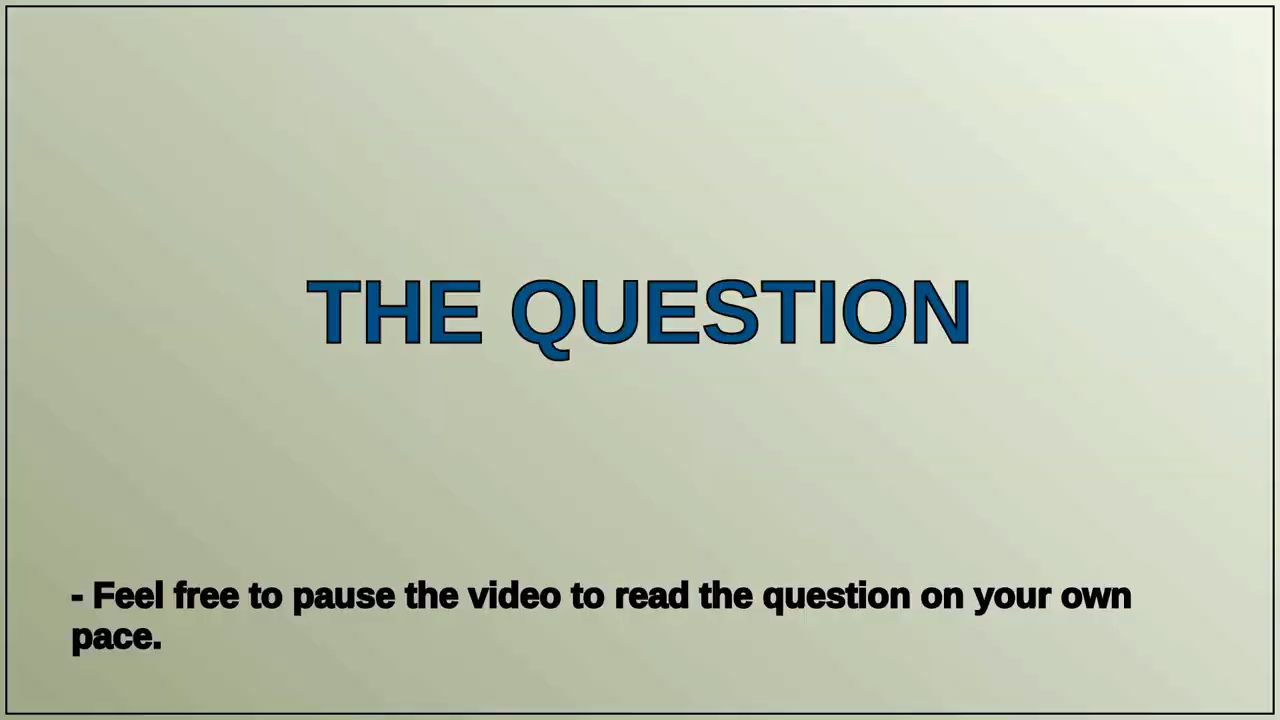 THE QUESTION
- Feel free to pause the video to read the question on your own
pace.